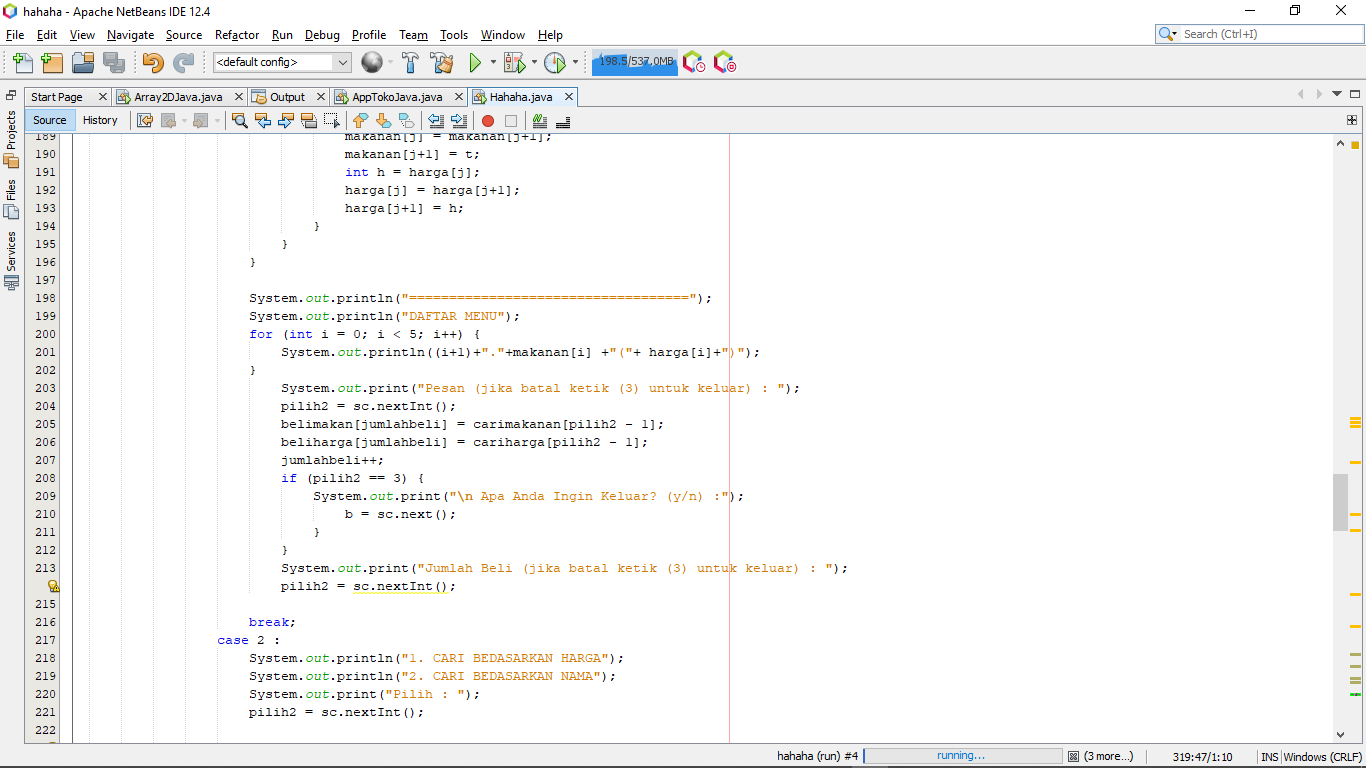 hahaha - Apache NetBeans IDE 12.4
File Edit View Navigate Source Refactor Run Debug Profile Team Tools Window Help
Search (Ctrl+I)
<default config>
198.5/537.0MB
Start Page Array2DJava.java Output AppTokoJava.java Hahaha.java
Source History
Projects
Files
Services
189 makanan[j] = makanan[j+1];
190 makanan[j+1] = t;
191 int h = harga[j];
192 harga[j] = harga[j+1];
193 harga[j+1] = h;
194 }
195 }
196 }
197
198 System.out.println("===================================");
199 System.out.println("DAFTAR MENU");
200 for (int i = 0; i < 5; i++) {
201 System.out.println((i+1)+"."+makanan[i] +"("+ harga[i]+")");
202 }
203 System.out.print("Pesan (jika batal ketik (3) untuk keluar) : ");
204 pilih2 = sc.nextInt();
205 belimakan[jumlahbeli] = carimakanan[pilih2 - 1];
206 beliharga[jumlahbeli] = cariharga[pilih2 - 1];
207 jumlahbeli++;
208 if (pilih2 == 3) {
209 System.out.print("\n Apa Anda Ingin Keluar? (y/n) :");
210 b = sc.next();
211 }
212 }
213 System.out.print("Jumlah Beli (jika batal ketik (3) untuk keluar) : ");
pilih2 = sc.nextInt();
215
216 break;
217 case 2 :
218 System.out.println("1. CARI BEDASARKAN HARGA");
219 System.out.println("2. CARI BEDASARKAN NAMA");
220 System.out.print("Pilih : ");
221 pilih2 = sc.nextInt();
222
hahaha (run) #4 running... (3 more...) 319:47/1:10 INS Windows (CRLF)